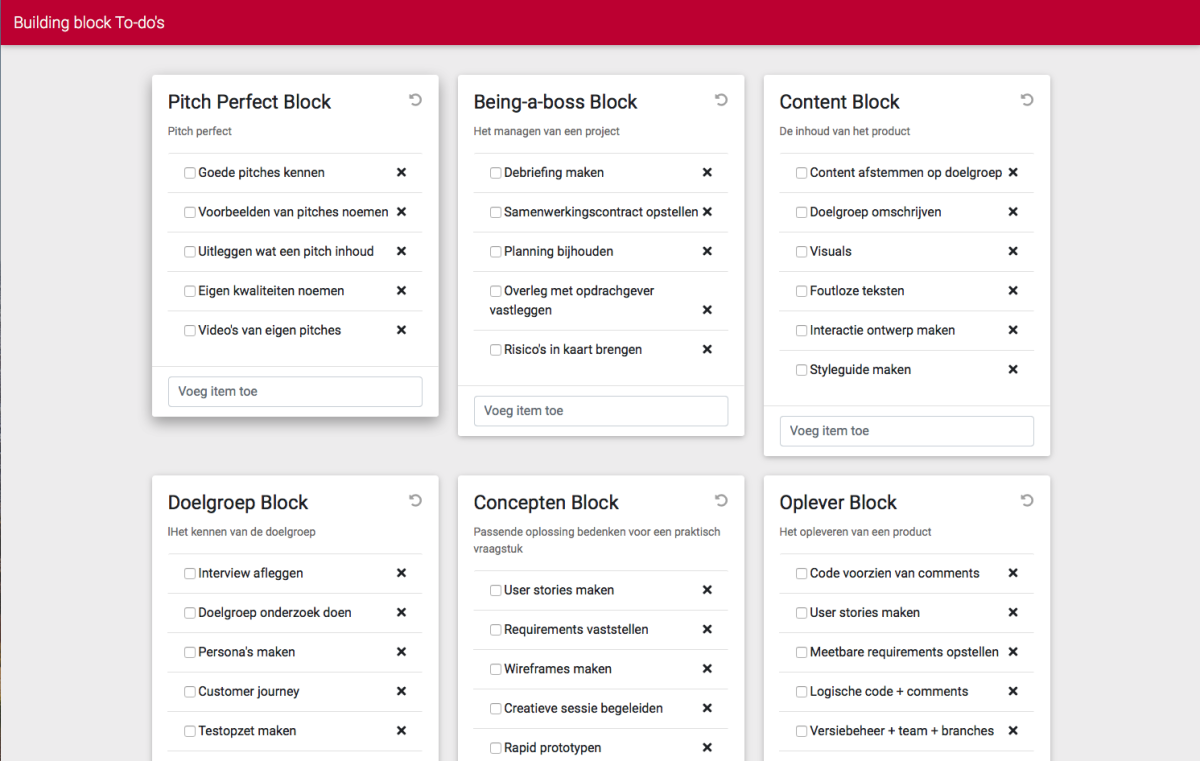 Building block To-do's
Pitch Perfect Block
Pitch perfect
Goede pitches kennen
Voorbeelden van pitches noemen
Uitleggen wat een pitch inhoud
Eigen kwaliteiten noemen
Video's van eigen pitches
Voeg item toe
Being-a-boss Block
Het managen van een project
Debriefing maken
Samenwerkingscontract opstellen
Planning bijhouden
Overleg met opdrachgever
vastleggen
Risico's in kaart brengen
Voeg item toe
Content Block
De inhoud van het product
Content afstemmen op doelgroep
Doelgroep omschrijven
Visuals
Foutloze teksten
Interactie ontwerp maken
Styleguide maken
Voeg item toe
Doelgroep Block
lHet kennen van de doelgroep
Interview afleggen
Doelgroep onderzoek doen
Persona's maken
Customer journey
Testopzet maken
Concepten Block
Passende oplossing bedenken voor een praktisch
vraagstuk
User stories maken
Requirements vaststellen
Wireframes maken
Creatieve sessie begeleiden
Rapid prototypen
Oplever Block
Het opleveren van een product
Code voorzien van comments
User stories maken
Meetbare requirements opstellen
Logische code + comments
Versiebeheer + team + branches